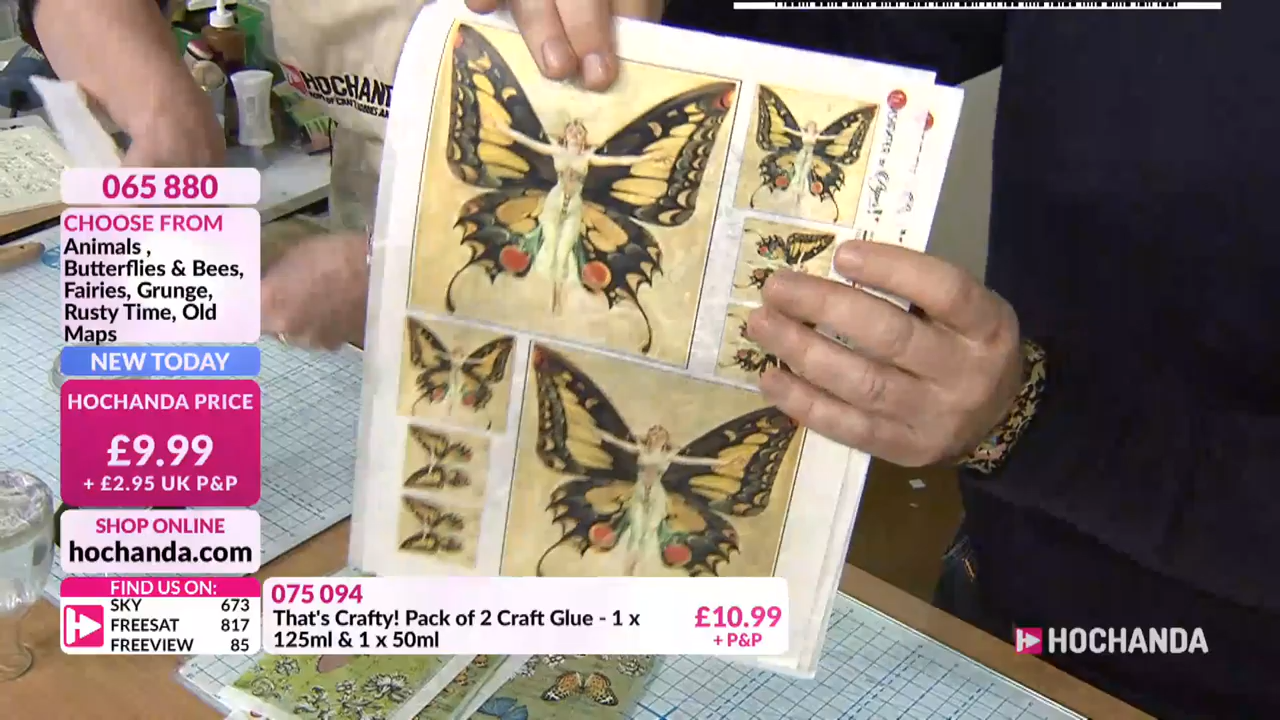 HOCHAND
065 880
CHOOSE FROM
Animals ,
Butterflies & Bees,
Fairies, Grunge,
Rusty Time, Old
Maps
NEW TODAY
HOCHANDA PRICE
£9.99
+ £2.95 UK P&P
SHOP ONLINE
hochanda.com
FIND US ON:
SKY 673
FREESAT 817
FREEVIEW 85
075 094
That's Crafty! Pack of 2 Craft Glue - 1 x
125ml & 1 x 50ml
£10.99
+ P&P
HOCHANDA